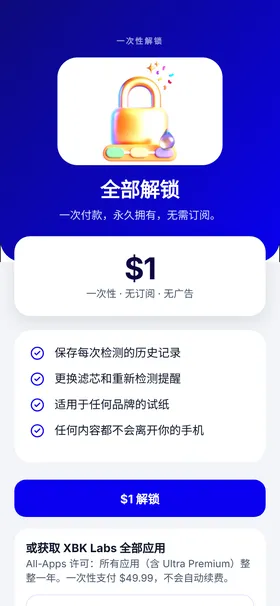 一次性解锁
全部解锁
一次付款，永久拥有，无需订阅。
$1
一次性 · 无订阅 · 无广告
保存每次检测的历史记录
更换滤芯和重新检测提醒
适用于任何品牌的试纸
任何内容都不会离开你的手机
$1 解锁
或获取 XBK Labs 全部应用
All-Apps 许可：所有应用（含 Ultra Premium）整
整一年。一次性支付 $49.99，不会自动续费。